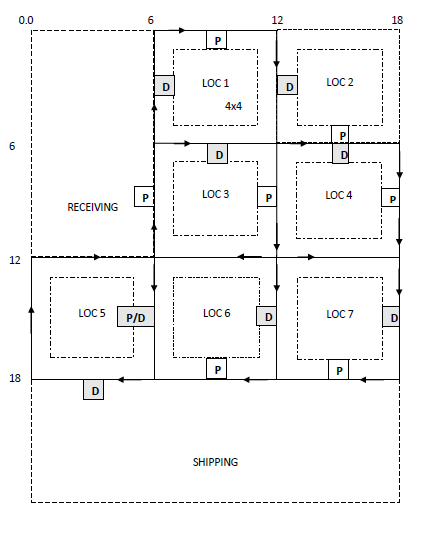 0.0 6 12 18
P
D LOC 1 D LOC 2
4x4
P
6
D D
P LOC 3 P LOC 4 P
RECEIVING
12
LOC 5 P/D LOC 6 D LOC 7 D
P P
18
D
SHIPPING